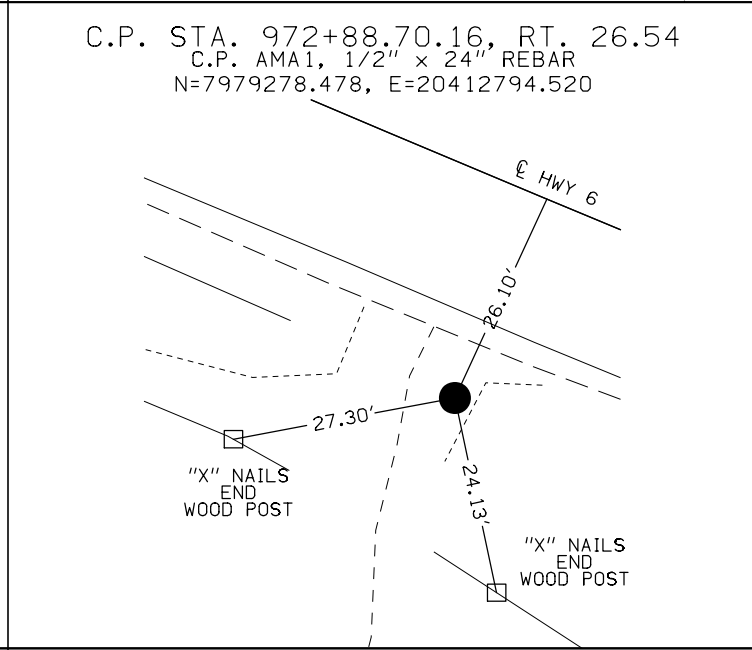 C.P. STA. 972+88.70.16, RT. 26.54
C.P. AMA1, 1/2" x 24" REBAR
N=7979278.478, E=20412794.520
℄ HWY 6
26.10'
27.30'
24.13'
"X" NAILS
END
WOOD POST
"X" NAILS
END
WOOD POST